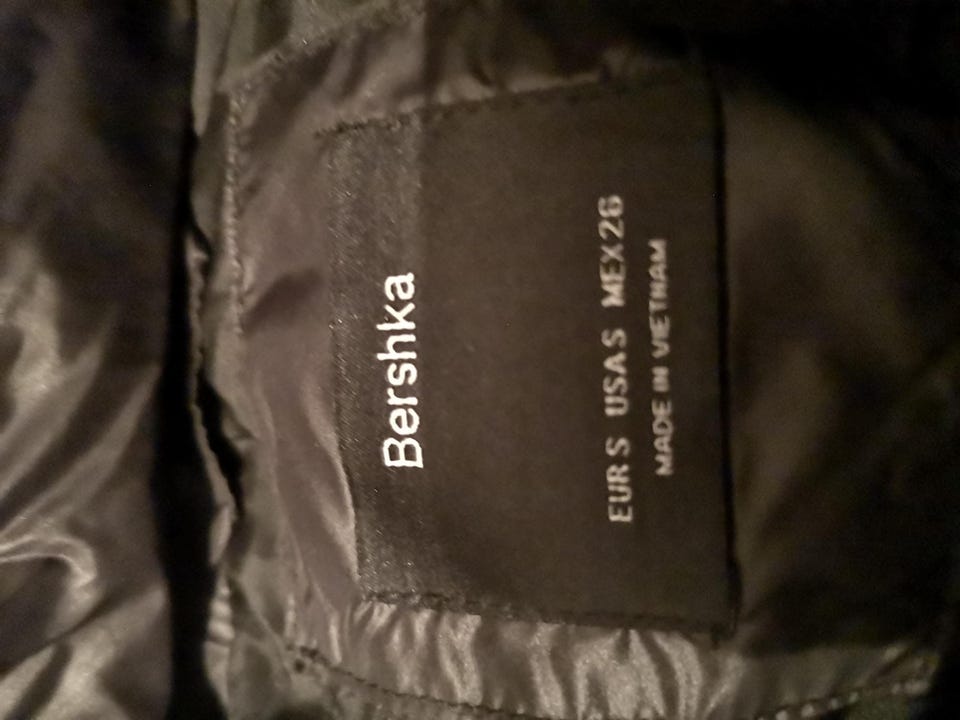 Bershka
EUR S USA S MEX 26
MADE IN VIETNAM